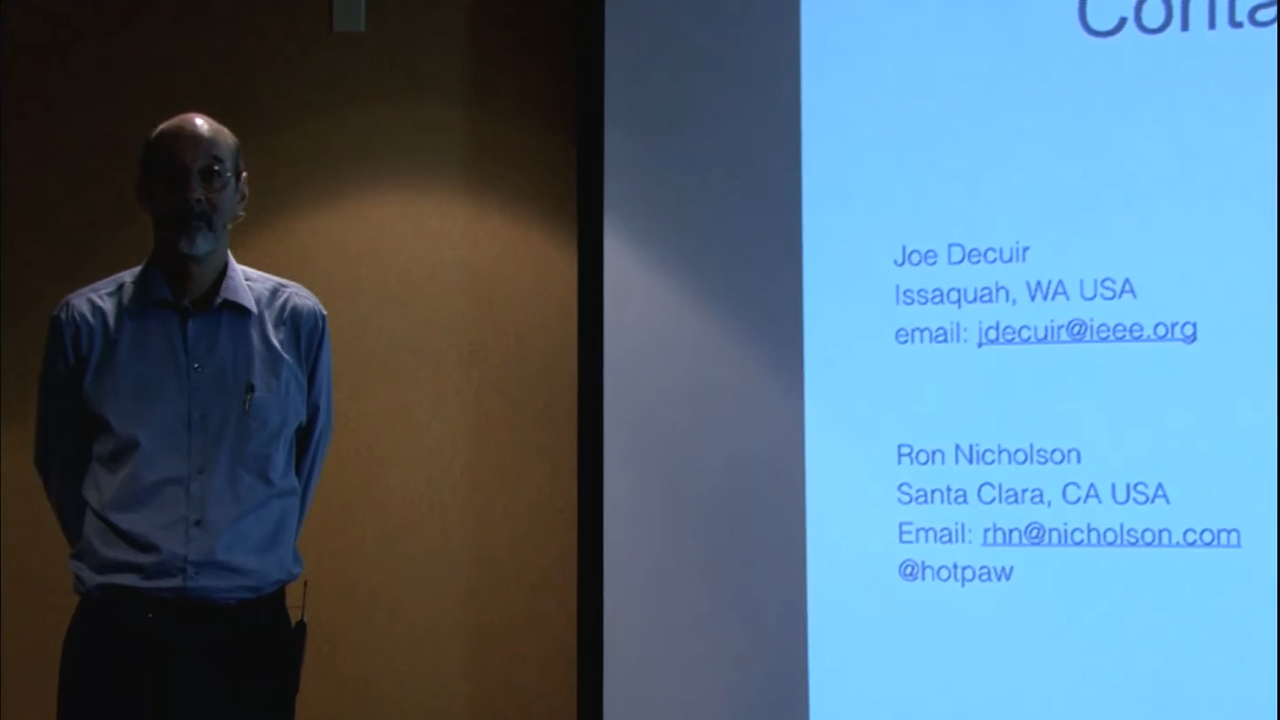 Joe Decuir
Issaquah, WA USA
email: jdecuir@ieee.org
Ron Nicholson
Santa Clara, CA USA
Email: rhn@nicholson.com
@hotpaw